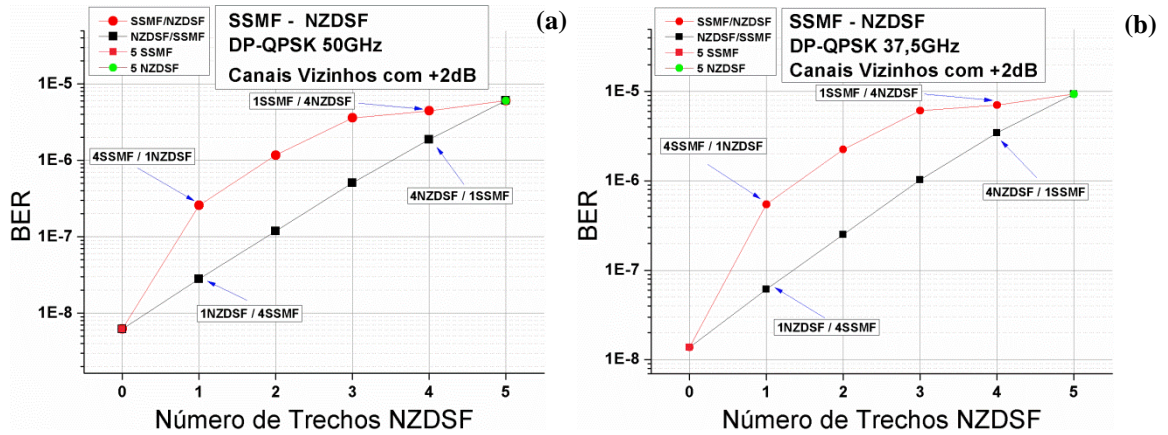 (a)
SSMF/NZDSF
NZDSF/SSMF
5 SSMF
5 NZDSF
SSMF - NZDSF
DP-QPSK 50GHz
Canais Vizinhos com +2dB
1SSMF / 4NZDSF
4SSMF / 1NZDSF
4NZDSF / 1SSMF
1NZDSF / 4SSMF
BER
1E-5
1E-6
1E-7
1E-8
0 1 2 3 4 5
Número de Trechos NZDSF
(b)
SSMF/NZDSF
NZDSF/SSMF
5 SSMF
5 NZDSF
SSMF - NZDSF
DP-QPSK 37,5GHz
Canais Vizinhos com +2dB
1SSMF / 4NZDSF
4SSMF / 1NZDSF
4NZDSF / 1SSMF
1NZDSF / 4SSMF
BER
1E-5
1E-6
1E-7
1E-8
0 1 2 3 4 5
Número de Trechos NZDSF